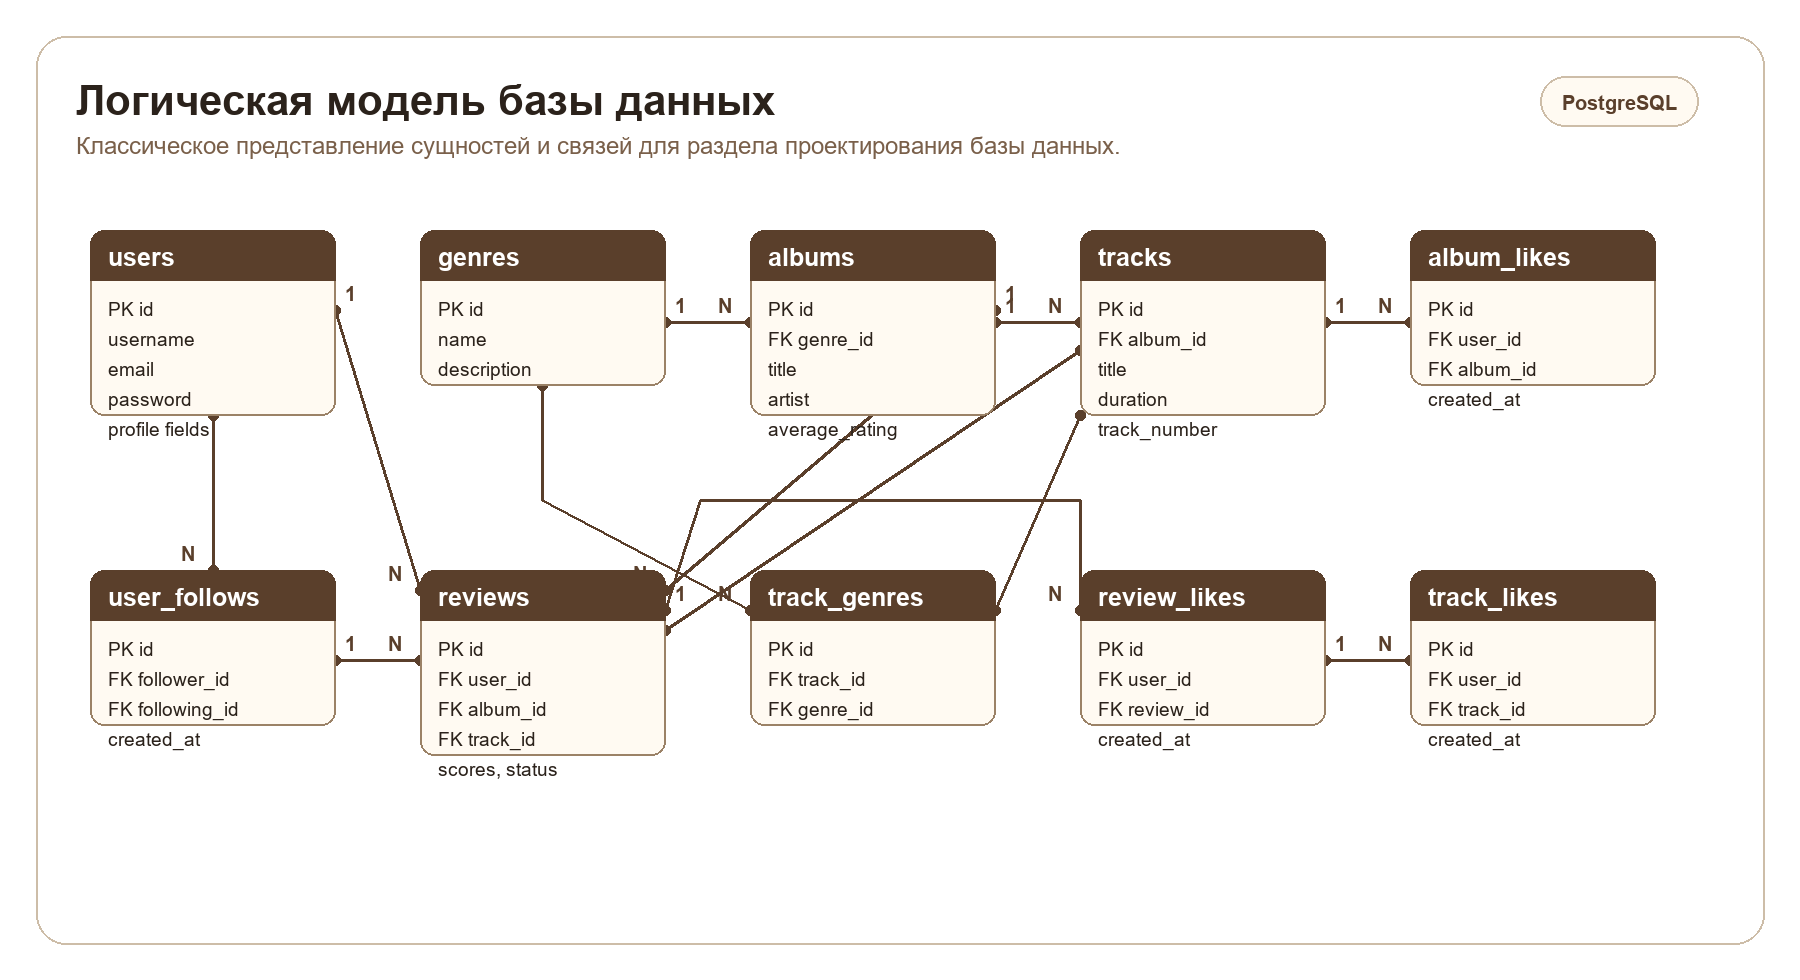 Логическая модель базы данных
PostgreSQL
Классическое представление сущностей и связей для раздела проектирования базы данных.
users
PK id
username
email
password
profile fields
genres
PK id
name
description
albums
PK id
FK genre_id
title
artist
average_rating
tracks
PK id
FK album_id
title
duration
track_number
album_likes
PK id
FK user_id
FK album_id
created_at
1
1
N
1
1
N
1
N
N
N
N
1
N
N
user_follows
PK id
FK follower_id
FK following_id
created_at
1
N
reviews
PK id
FK user_id
FK album_id
FK track_id
scores, status
track_genres
PK id
FK track_id
FK genre_id
review_likes
PK id
FK user_id
FK review_id
created_at
1
N
track_likes
PK id
FK user_id
FK track_id
created_at